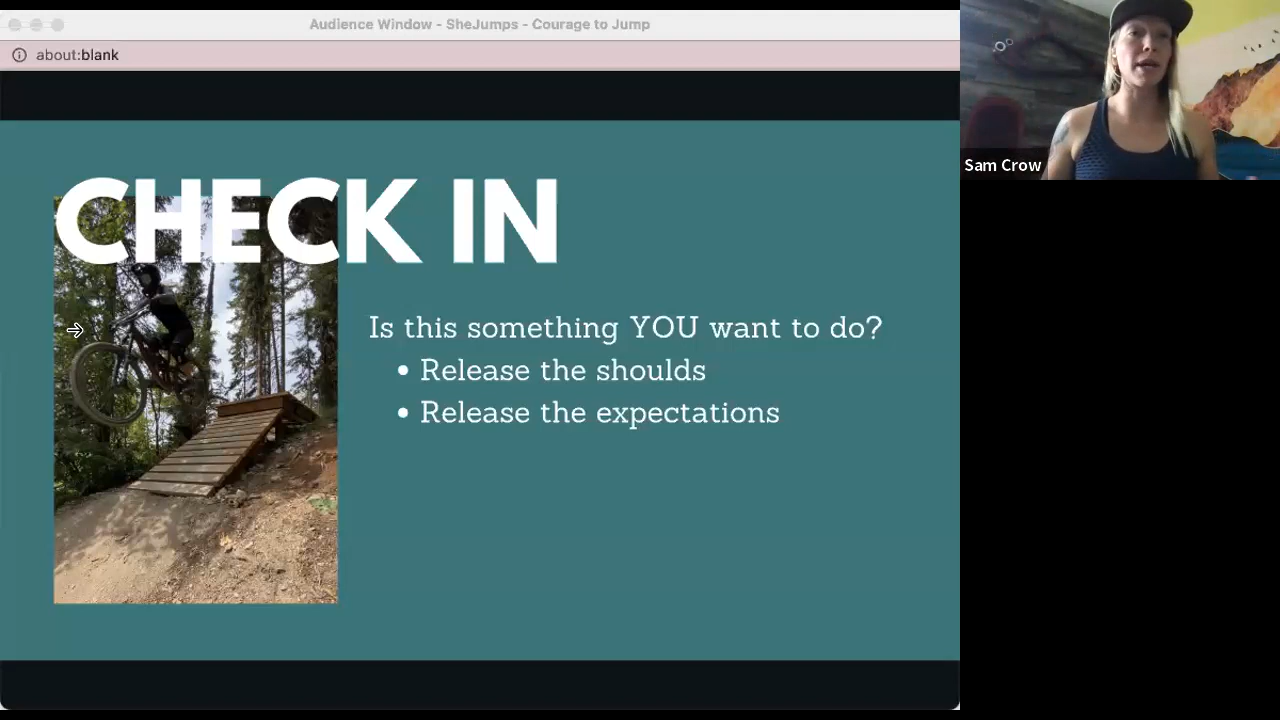 Audience Window - SheJumps - Courage to Jump
about:blank
CHECK IN
Is this something YOU want to do?
• Release the shoulds
• Release the expectations
Sam Crow